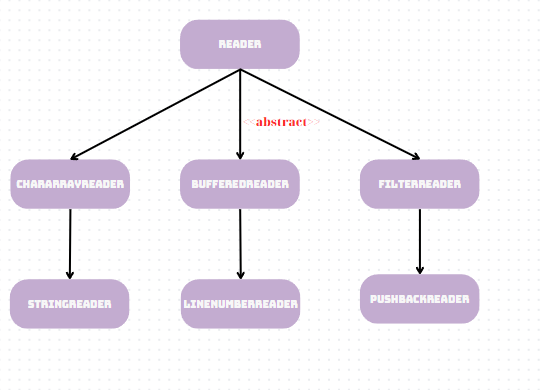 READER
<<abstract>>
CHARARRAYREADER
BUFFEREDREADER
FILTERREADER
STRINGREADER
LINENUMBERREADER
PUSHBACKREADER